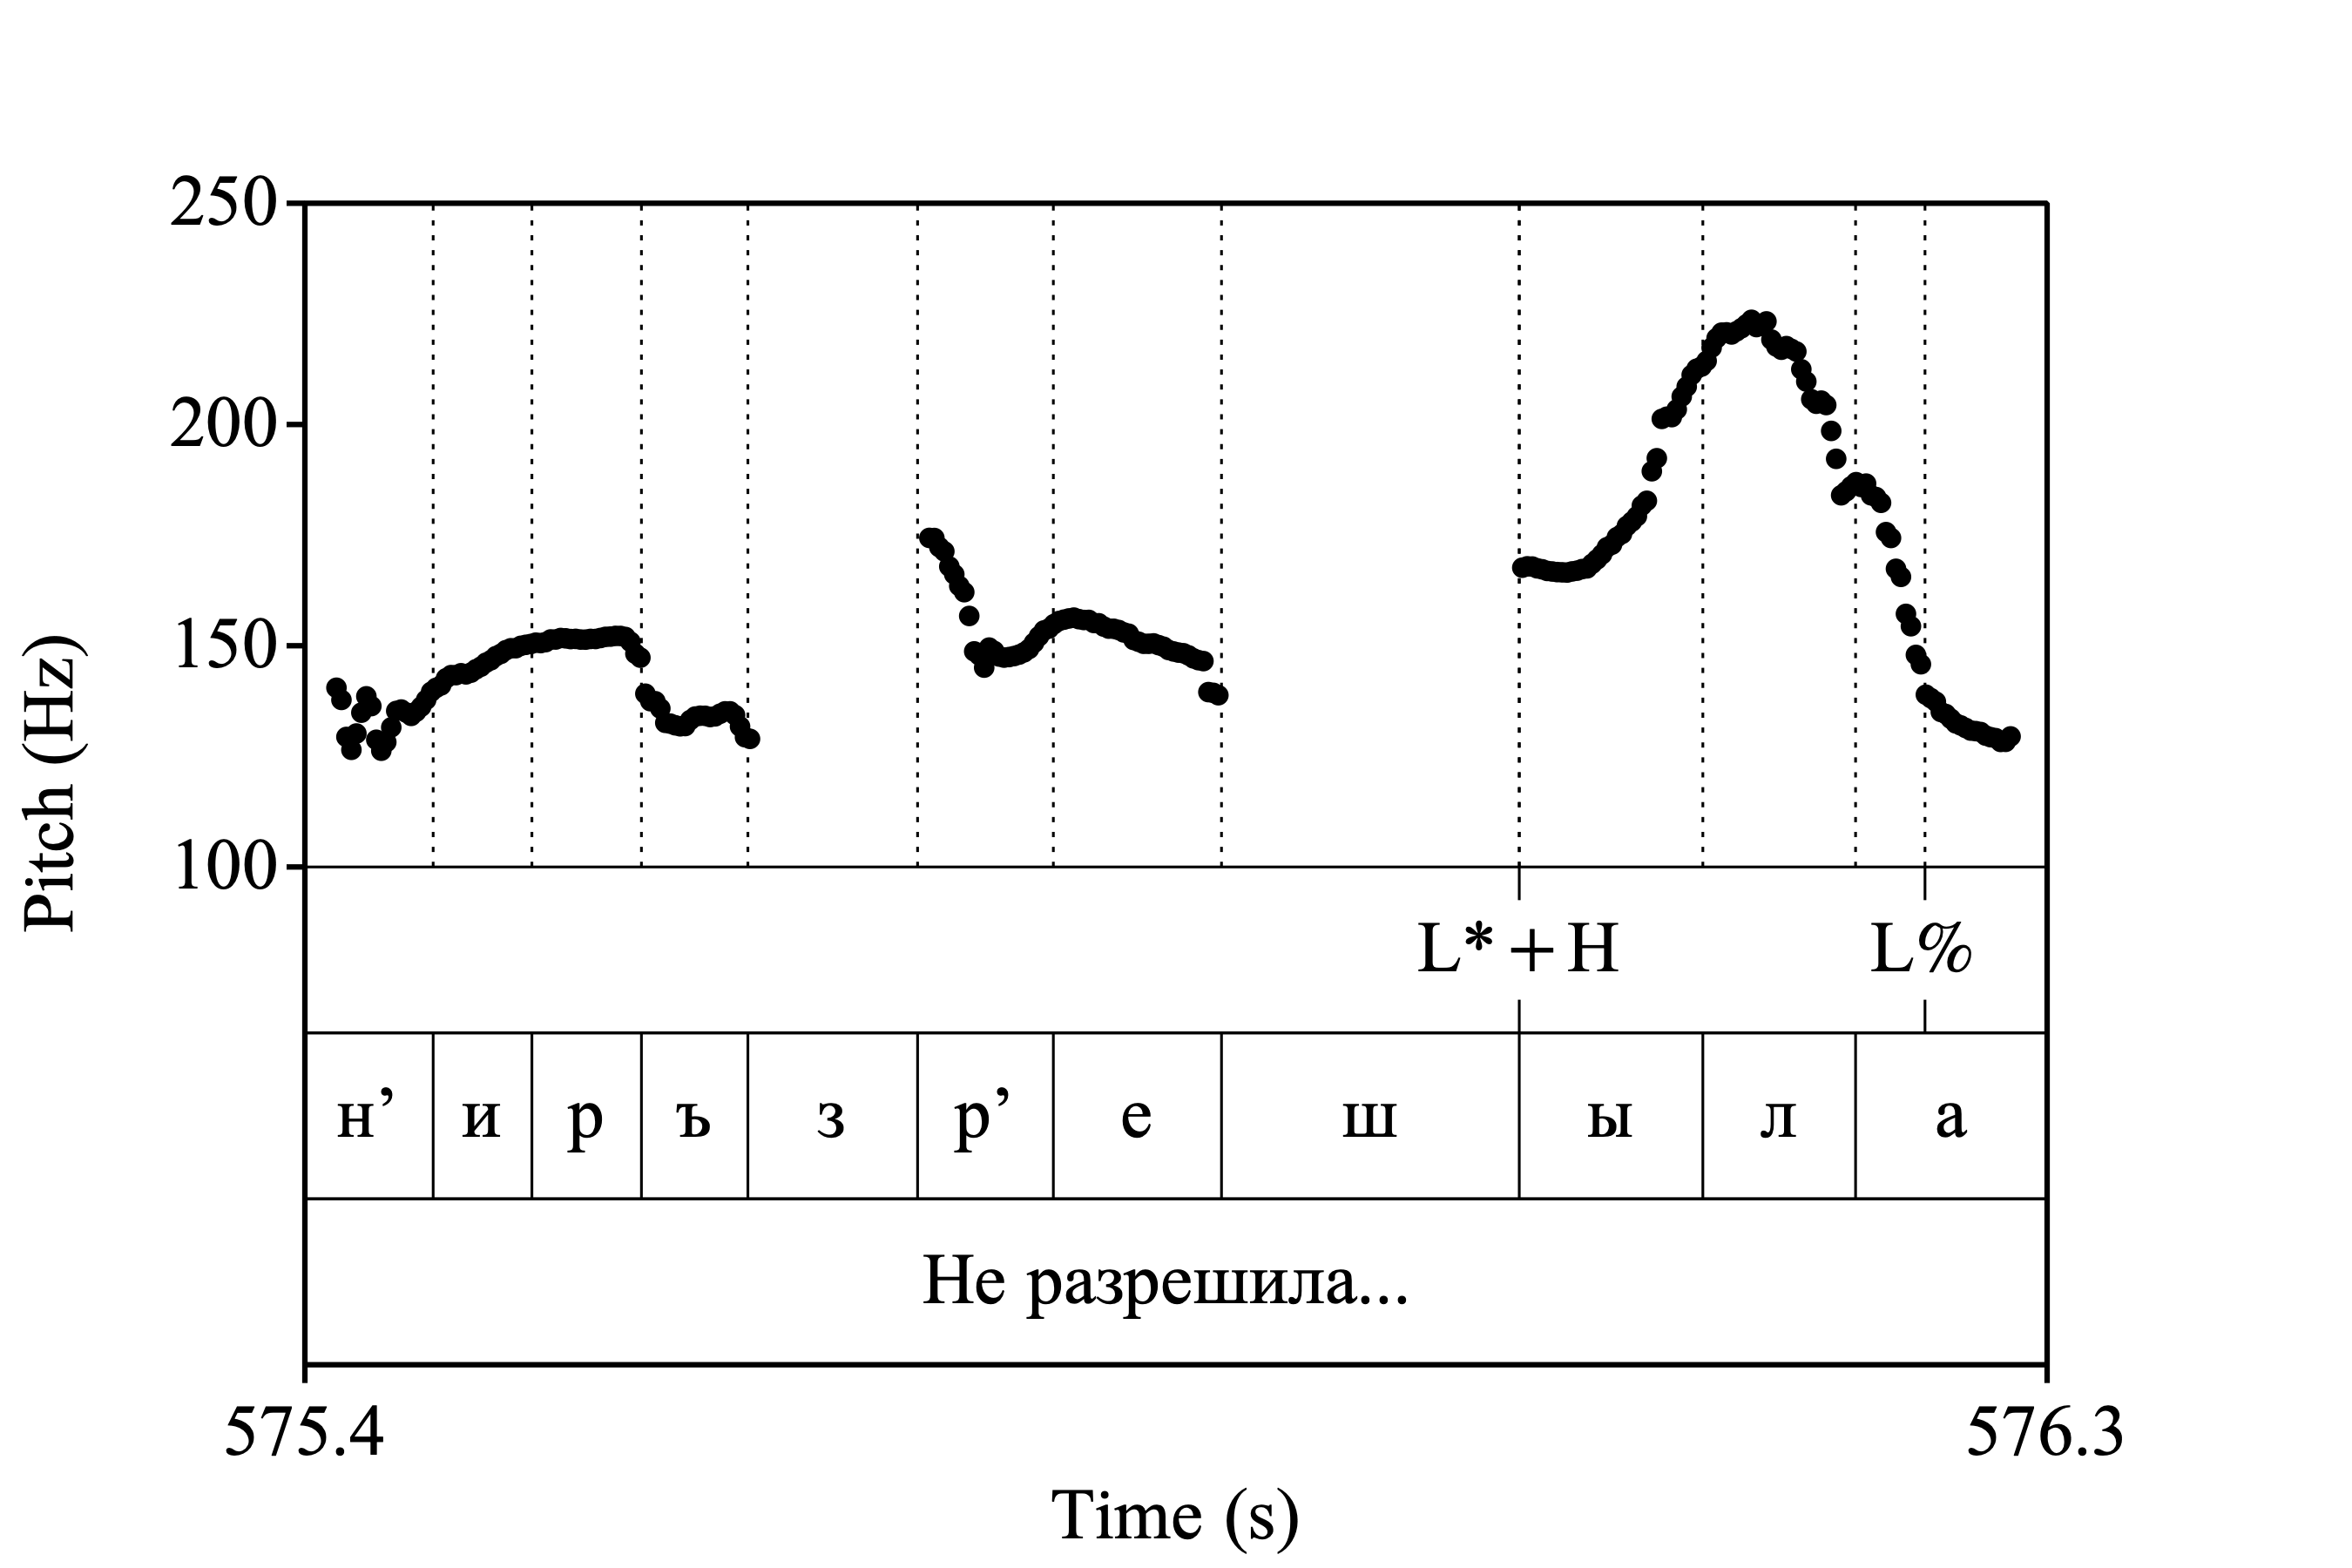 250
200
150
100
Pitch (Hz)
L*+H L%
н’ и р ъ з р’ е ш ы л а
Не разрешила...
575.4 576.3
Time (s)